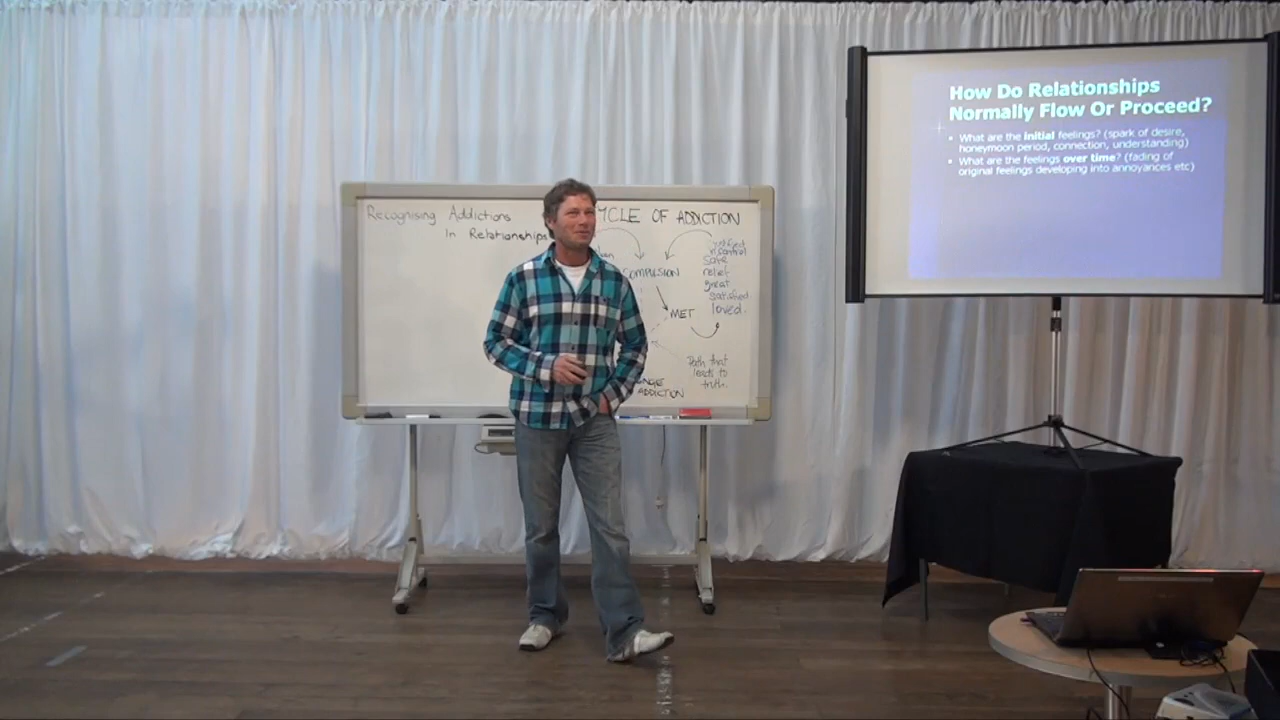 Recognising Addictions
In Relationships
YCLE OF ADDICTION
COMPULSION
MET
safe
relief
great
satisfied
loved.
Path that
leads to
truth.
ADDICTION
How Do Relationships
Normally Flow Or Proceed?
• What are the initial feelings? (spark of desire,
honeymoon period, connection, understanding)
• What are the feelings over time? (fading of
original feelings developing into annoyances etc)